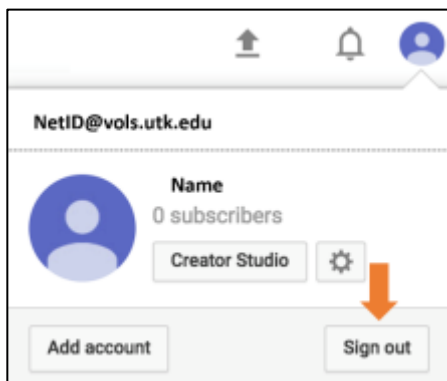 NetID@vols.utk.edu
Name
0 subscribers
Creator Studio
Add account Sign out